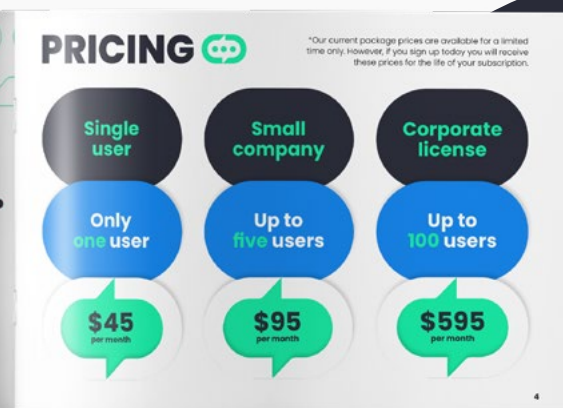 PRICING
*Our current package prices are available for a limited
time only. However, if you sign up today you will receive
these prices for the life of your subscription.
Single
user
Small
company
Corporate
license
Only
one user
Up to
five users
Up to
100 users
$45
per month
$95
per month
$595
per month
4